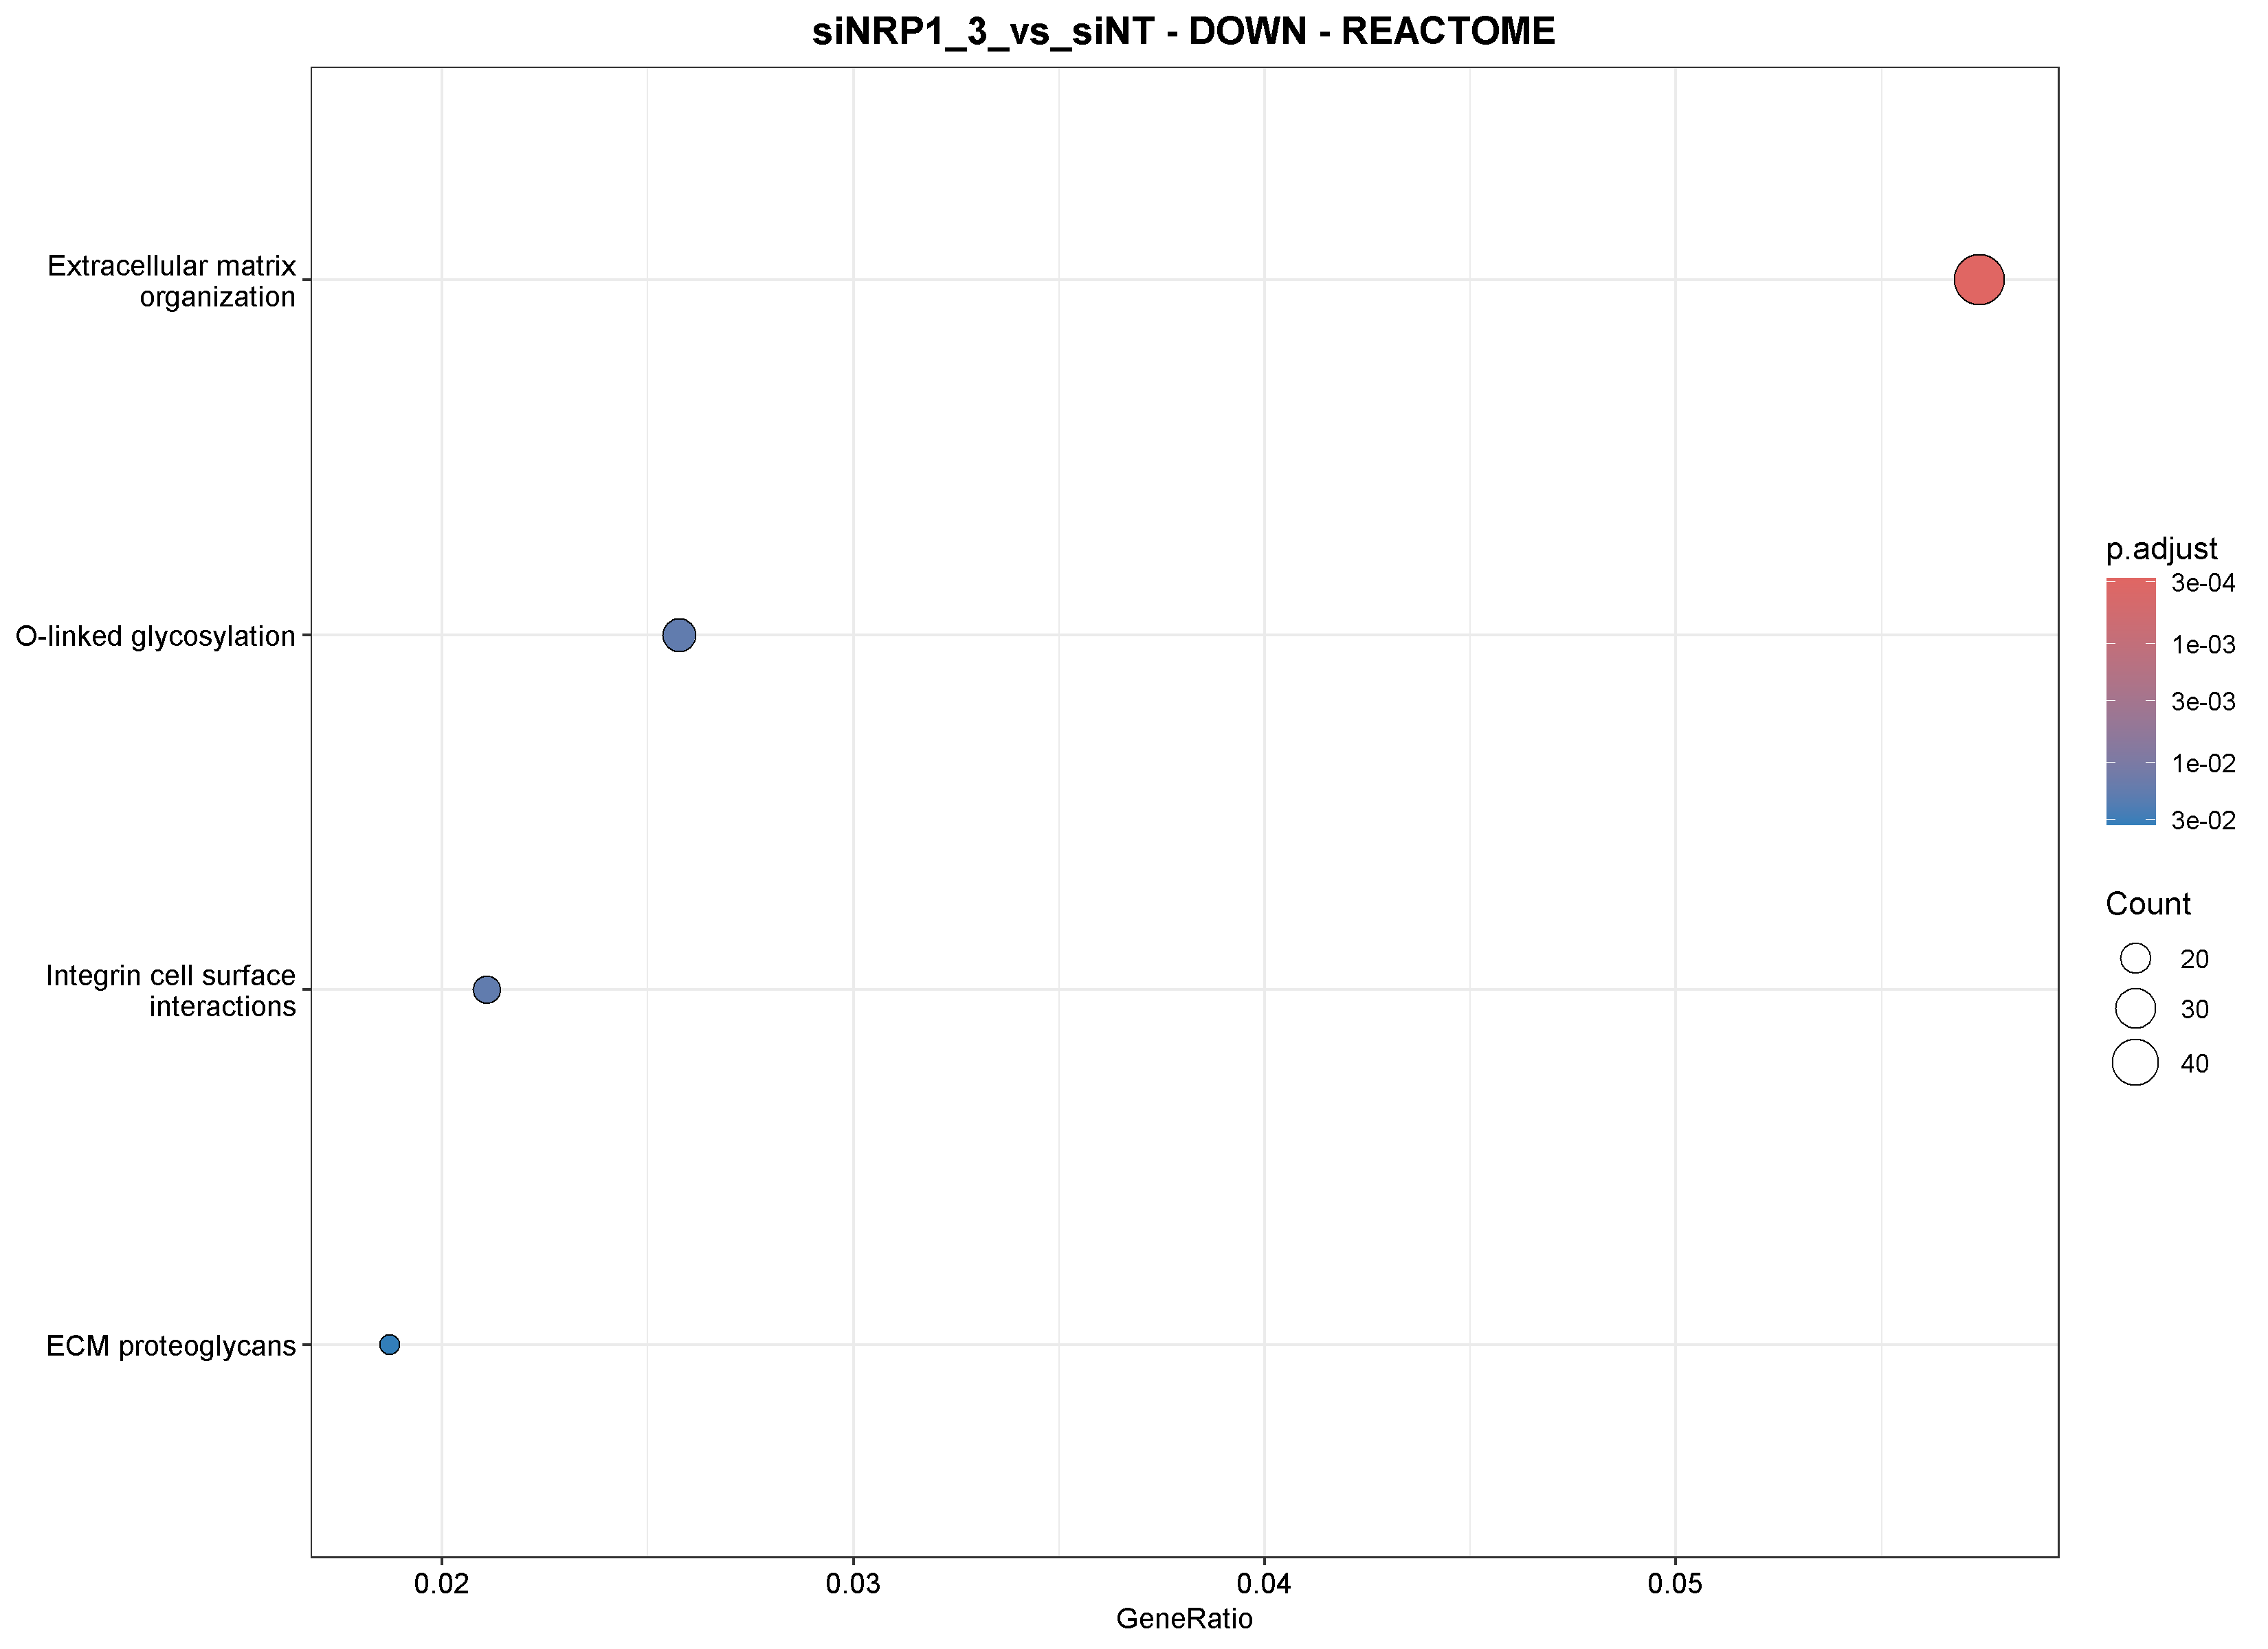 siNRP1_3_vs_siNT - DOWN - REACTOME
Extracellular matrix
organization
O-linked glycosylation
Integrin cell surface
interactions
ECM proteoglycans
0.02
0.03
0.04
0.05
GeneRatio
p.adjust
3e-04
1e-03
3e-03
1e-02
3e-02
Count
20
30
40